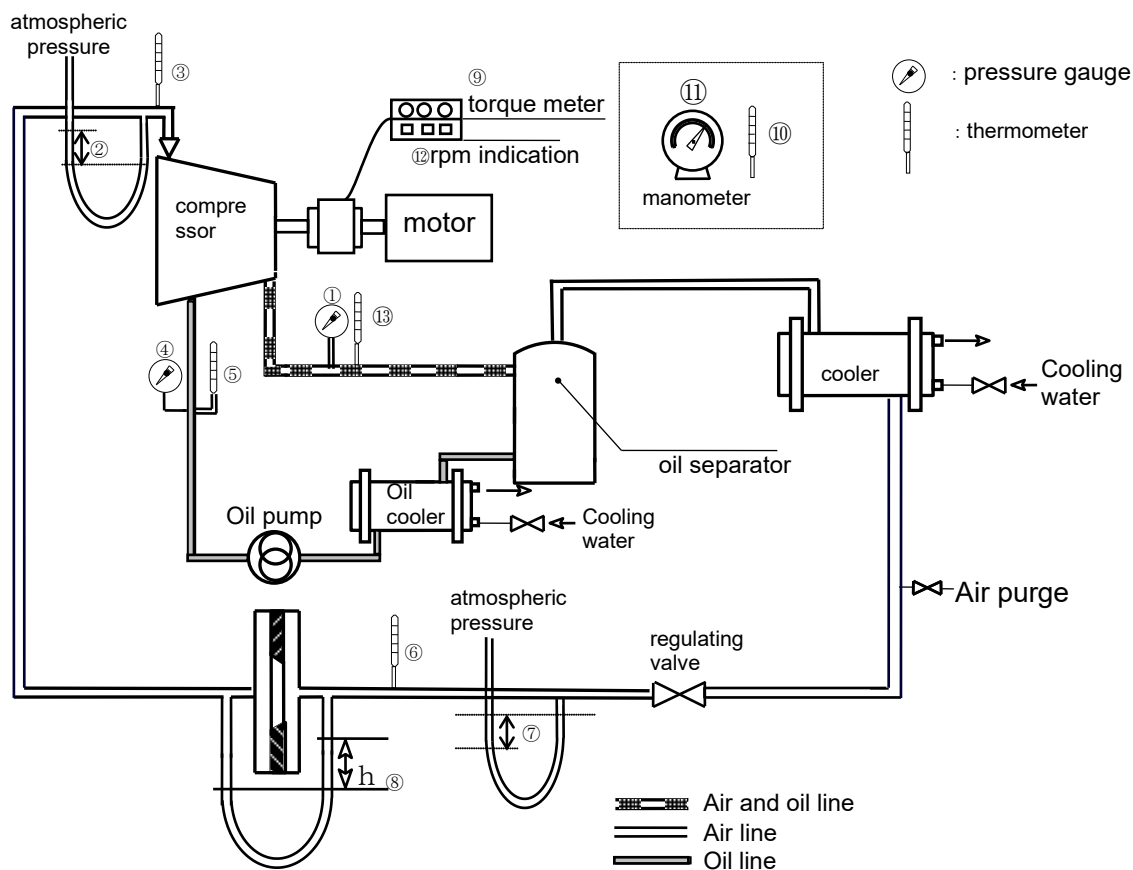 atmospheric
pressure
③
②
⑨
torque meter
⑫rpm indication
⑪
⑩
manometer
: pressure gauge
: thermometer
compre
ssor
motor
①
⑬
④
⑤
cooler
Cooling
water
oil separator
Oil
cooler
Oil pump
Cooling
water
Air purge
atmospheric
pressure
⑥
regulating
valve
⑦
h ⑧
Air and oil line
Air line
Oil line